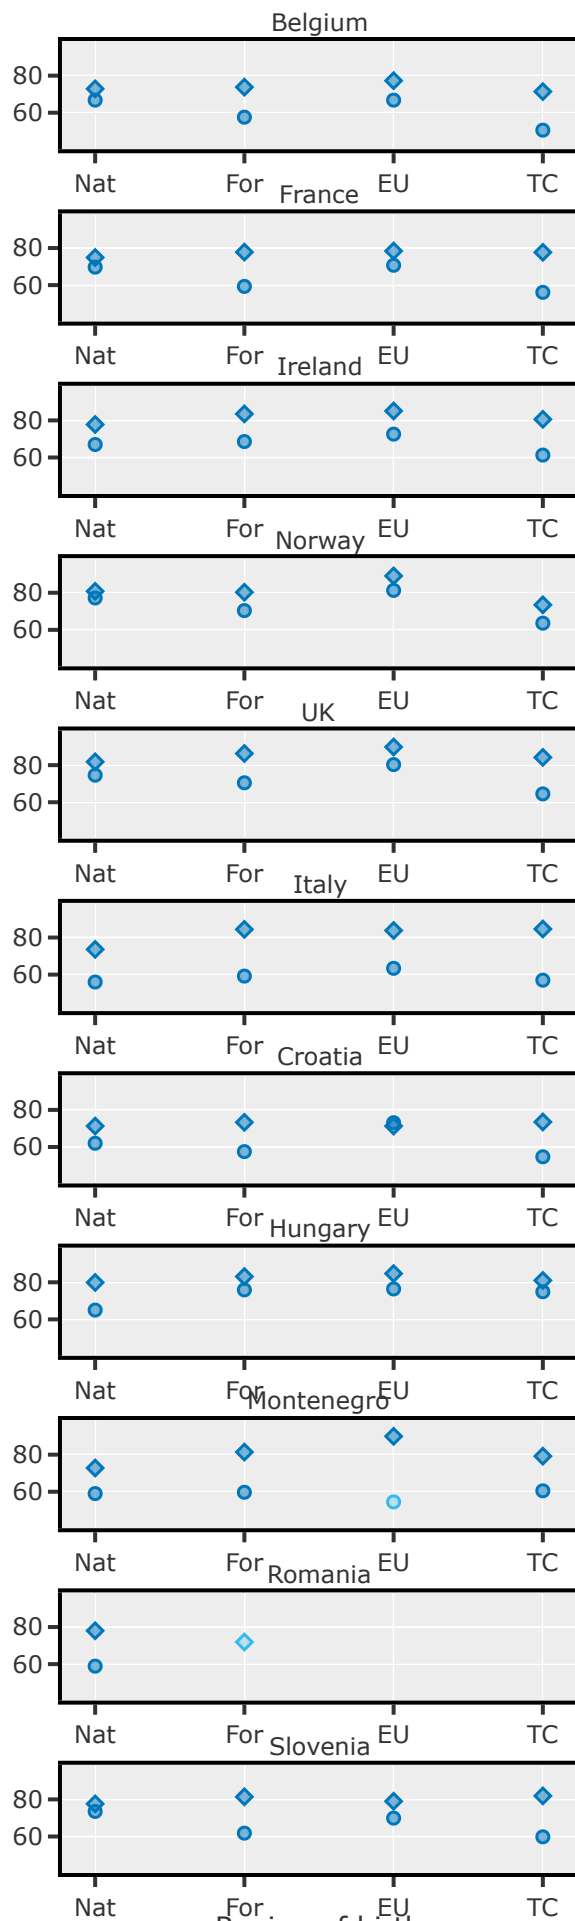 Belgium
80
60
Nat For EU TC
France
80
60
Nat For EU TC
Ireland
80
60
Nat For EU TC
Norway
80
60
Nat For EU TC
UK
80
60
Nat For EU TC
Italy
80
60
Nat For EU TC
Croatia
80
60
Nat For EU TC
Hungary
80
60
Nat For EU TC
Montenegro
80
60
Nat For EU TC
Romania
80
60
Nat For EU TC
Slovenia
80
60
Nat For EU TC
of birth